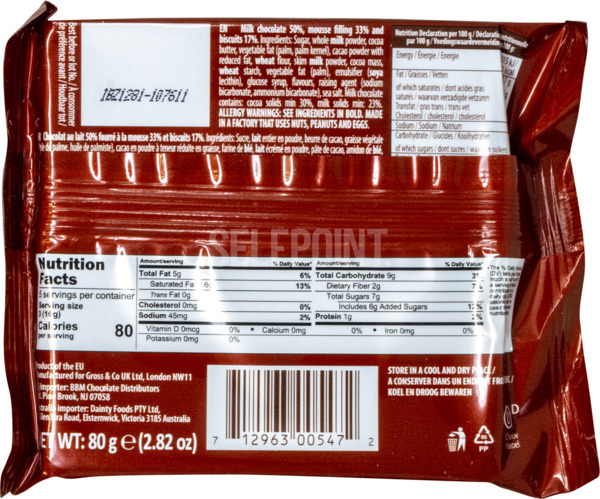 Best before or lot No. / A consommer
de préférence avant / Houdbaar tot
1BZ1281-107611
EN Milk chocolate 50%, mousse filling 33% and
biscuits 17%. Ingredients: Sugar, whole milk powder, cocoa
butter, vegetable fat (palm, palm kernel), cocoa powder with
reduced fat, wheat flour, skim milk powder, cocoa
mass, wheat starch, vegetable fat (palm), emulsifier (soya
lecithin), glucose syrup, flavours, raising agent (sodium
bicarbonate, ammonium bicarbonate), sea salt. Milk chocolate
contains: cocoa solids min 30%, milk solids min: 23%.
ALLERGY WARNINGS: SEE INGREDIENTS IN BOLD. MADE
IN A FACTORY THAT USES NUTS, PEANUTS AND EGGS.
Chocolat au lait 50% fourré à la mousse 33% et biscuits 17%. Ingrédients: Sucre, lait entier en poudre, beurre de cacao, graisse végétale
huile de palmiste), cacao en poudre à teneur réduite en graisse, farine de blé, lait écrémé en poudre, pâte de cacao, amidon de blé,
Nutrition Declaration per 100 g / Déclaration
par 100 g / Voedingswaardevermelding
Energy / Energie / Energie
Fat / Graisses / Vetten
of which saturates / dont acides gras
satures / waarvan verzadigde vetzuren
Transfat / gras trans / trans vet
Cholesterol / cholesterol / cholesterol
Sodium / Sodium / Natrium
Carbohydrate / Glucides / Koolhydraten
of which sugars / dont sucres /
SELEPOINT
Nutrition
Facts
5 servings per container
Serving size
(16g)
Calories
per serving 80
Amount/serving % Daily Value*
Total Fat 5g 6%
Saturated Fat 13%
Trans Fat 0g
Cholesterol 0mg 0%
Sodium 45mg 2%
Amount/serving % Daily Value*
Total Carbohydrate 9g 3%
Dietary Fiber 2g
Total Sugars 7g
Includes 6g Added Sugars 12%
Protein 1g 2%
Vitamin D 0mcg 0% • Calcium 0mg 0% • Iron 0mg 0%
Potassium 0mg 0%
Product of the EU
Manufactured for Gross & Co UK Ltd, London NW11
Importer: BBM Chocolate Distributors
Pine Brook, NJ 07058
Australia importer: Dainty Foods PTY Ltd,
Road, Elsternwick, Victoria 3185 Australia
NET WT: 80 g e (2.82 oz)
7 12963 00547 2
STORE IN A COOL AND DRY PLACE /
A CONSERVER DANS UN ENDROIT FROID /
KOEL EN DROOG BEWAREN
PP
D